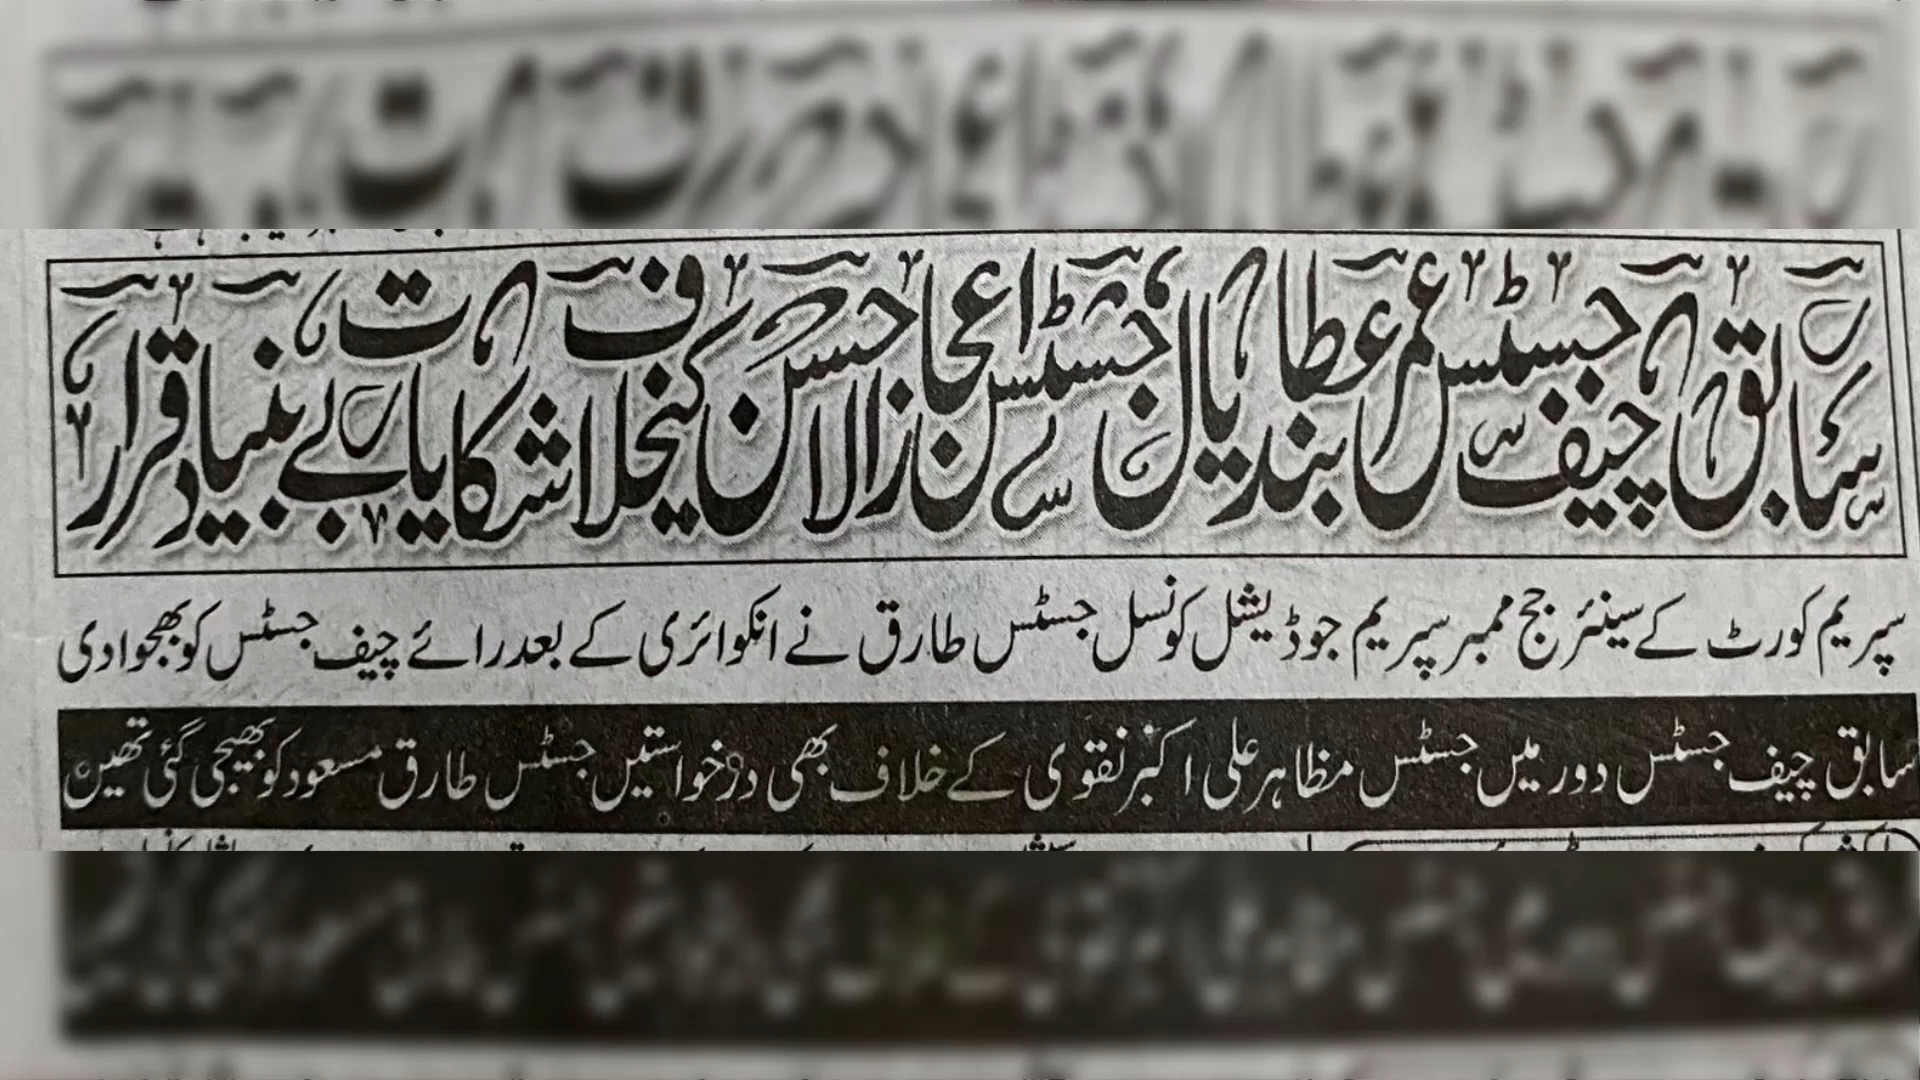 سابق چیف جسٹس عمر عطا بندیال جسٹس اعجاز الاحسن کیخلاف شکایات بے بنیاد قرار
سپریم کورٹ کے سینئر جج ممبر سپریم جوڈیشل کونسل جسٹس طارق نے انکوائری کے بعد رائے چیف جسٹس کو بھجوا دی
سابق چیف جسٹس دور میں جسٹس مظاہر علی اکبر نقوی کے خلاف بھی درخواستیں جسٹس طارق مسعود کو بھیجی گئی تھیں